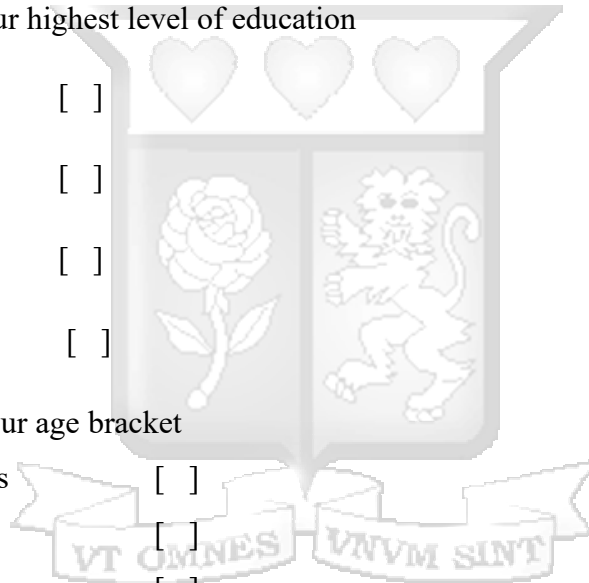 ur highest level of education
[ ]
[ ]
[ ]
[ ]
ur age bracket
s [ ]
[ ]
VT OMNES VNVM SINT
[ ]